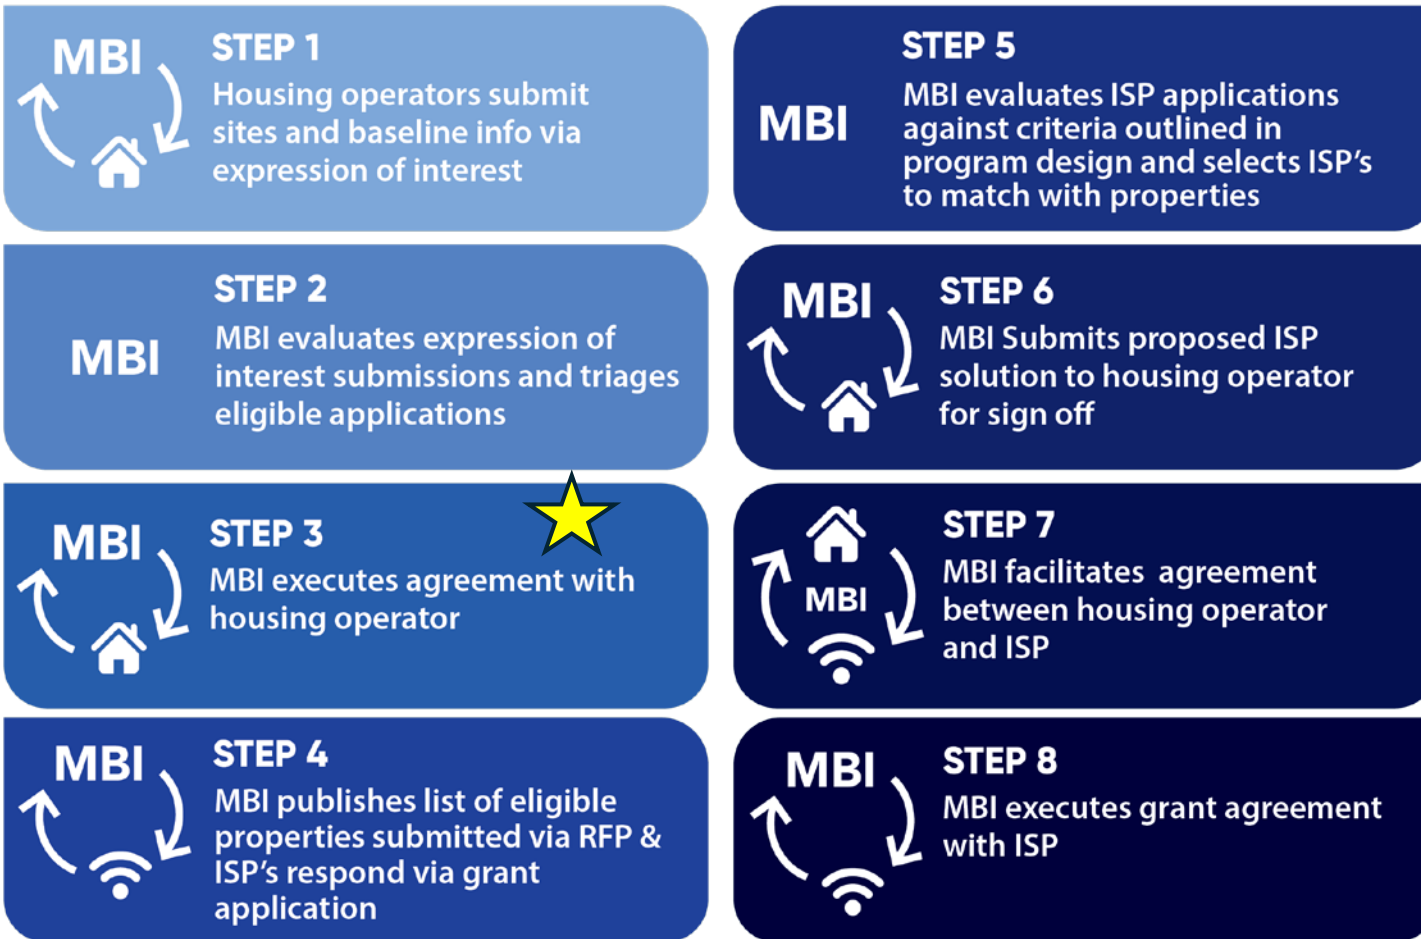 MBI
STEP 1
Housing operators submit
sites and baseline info via
expression of interest
MBI
STEP 2
MBI evaluates expression of
interest submissions and triages
eligible applications
MBI
STEP 3
MBI executes agreement with
housing operator
MBI
STEP 4
MBI publishes list of eligible
properties submitted via RFP &
ISP's respond via grant
application
MBI
STEP 5
MBI evaluates ISP applications
against criteria outlined in
program design and selects ISP's
to match with properties
MBI
STEP 6
MBI Submits proposed ISP
solution to housing operator
for sign off
MBI
STEP 7
MBI facilitates  agreement
between housing operator
and ISP
MBI
STEP 8
MBI executes grant agreement
with ISP